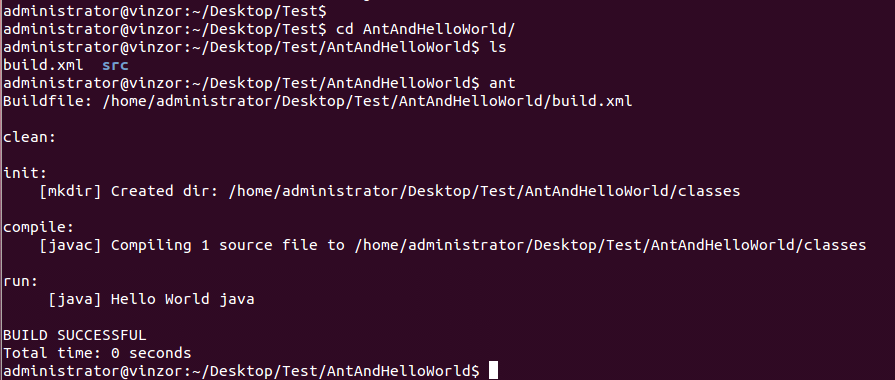 administrator@vinzor:~/Desktop/Test$
administrator@vinzor:~/Desktop/Test$ cd AntAndHelloWorld/
administrator@vinzor:~/Desktop/Test/AntAndHelloWorld$ ls
build.xml  src
administrator@vinzor:~/Desktop/Test/AntAndHelloWorld$ ant
Buildfile: /home/administrator/Desktop/Test/AntAndHelloWorld/build.xml

clean:

init:
    [mkdir] Created dir: /home/administrator/Desktop/Test/AntAndHelloWorld/classes

compile:
    [javac] Compiling 1 source file to /home/administrator/Desktop/Test/AntAndHelloWorld/classes

run:
     [java] Hello World java

BUILD SUCCESSFUL
Total time: 0 seconds
administrator@vinzor:~/Desktop/Test/AntAndHelloWorld$